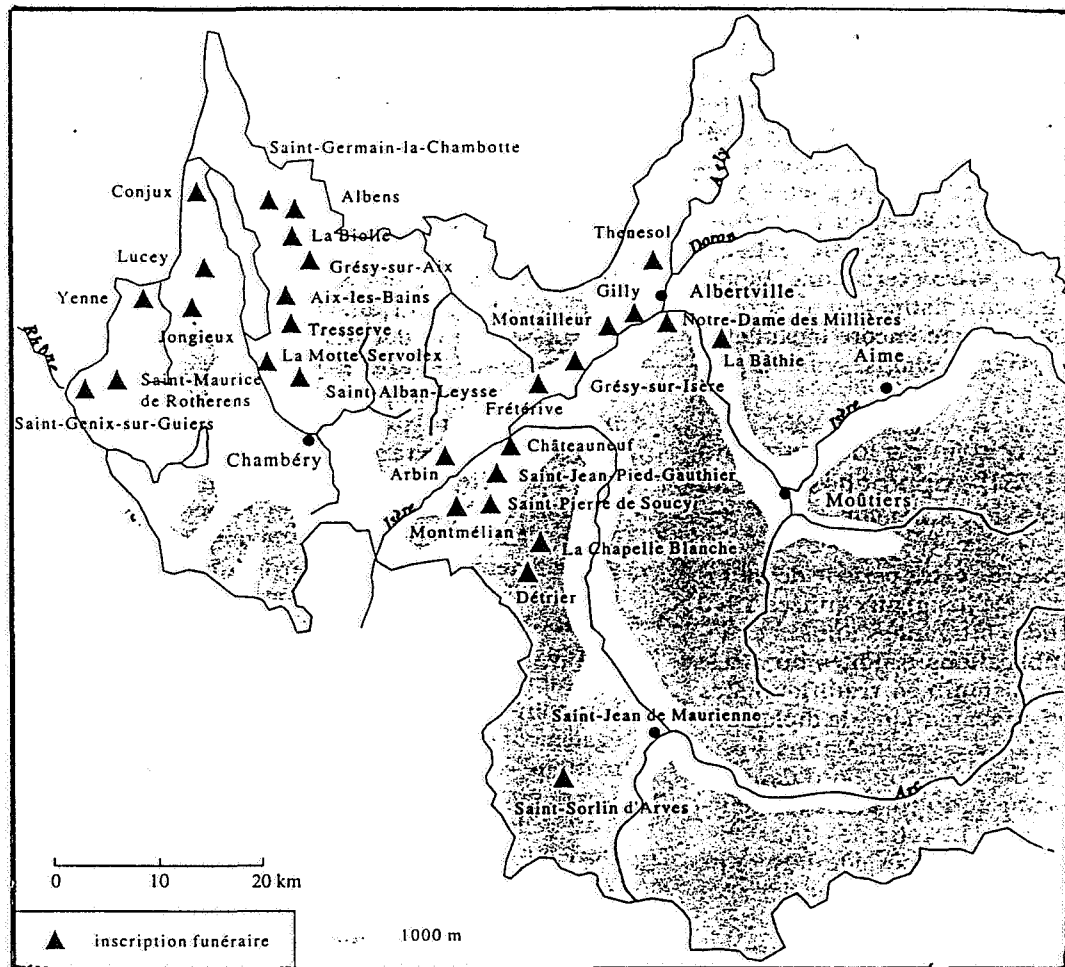 Saint-Germain-la-Chambotte
Conjux
Albens
La Biolle
Lucey
Grésy-sur-Aix
Yenne
Aix-les-Bains
Jongieux
Tresserve
Rhône
La Motte Servolex
Saint-Maurice
de Rotherens
Saint-Alban-Leysse
Saint-Genix-sur-Guiers
Chambéry
Arly
Thenesol
Doron
Gilly
Albertville
Montailleur
Notre-Dame des Millières
La Bâthie
Aime
Grésy-sur-Isère
Isère
Frétérive
Châteauneuf
Arbin
Saint-Jean-Pied-Gauthier
Moûtiers
Isère
Saint-Pierre de Soucy
Montmélian
La Chapelle Blanche
Détrier
Saint-Jean de Maurienne
Arc
Saint-Sorlin d'Arves
0 10 20 km
inscription funéraire
1000 m